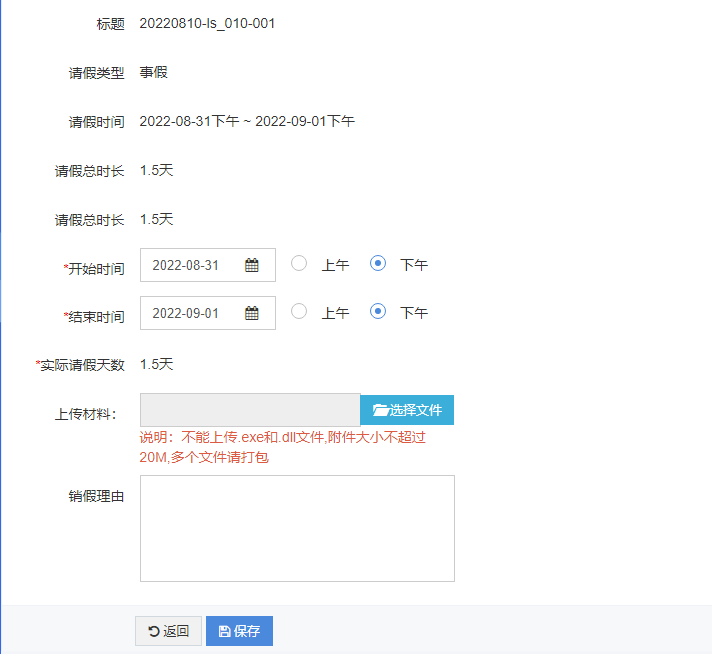 标题 20220810-ls_010-001
请假类型 事假
请假时间 2022-08-31下午 ~ 2022-09-01下午
请假总时长 1.5天
请假总时长 1.5天
*开始时间 2022-08-31 上午 下午
*结束时间 2022-09-01 上午 下午
*实际请假天数 1.5天
上传材料： 选择文件
说明：不能上传.exe和.dll文件,附件大小不超过
20M,多个文件请打包
销假理由
返回 保存